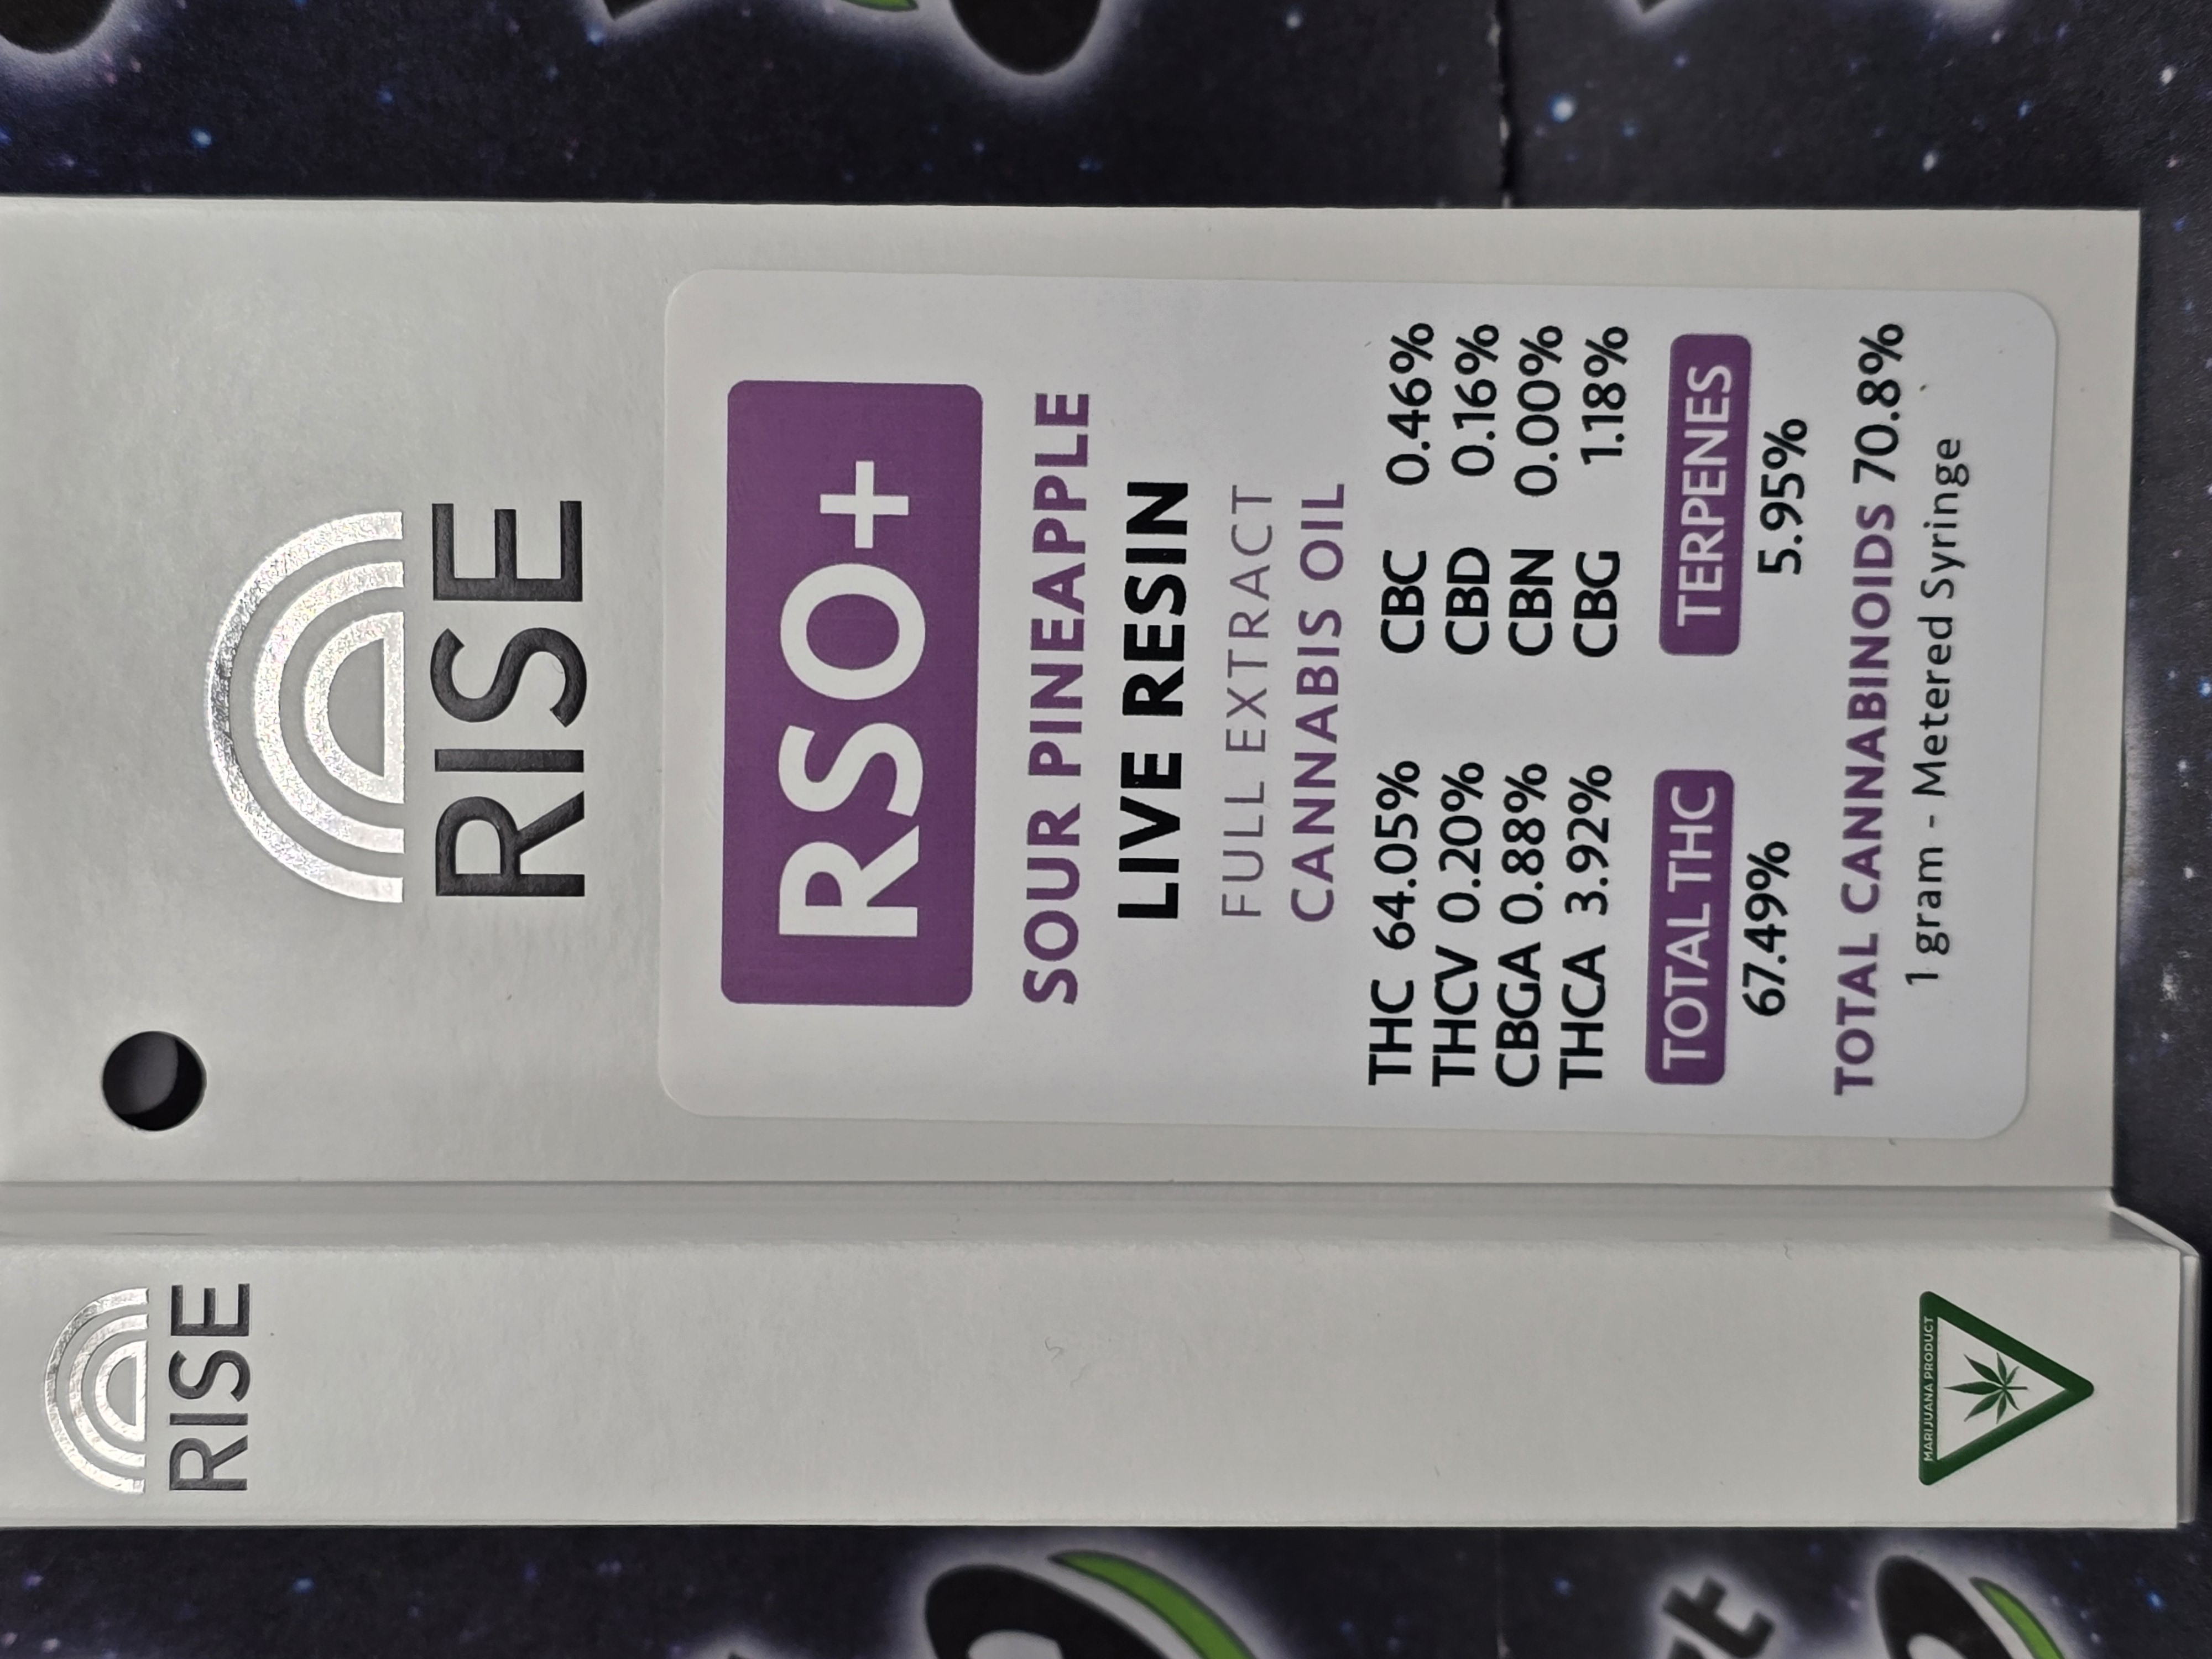 RISE
RSO+
SOUR PINEAPPLE
LIVE RESIN
FULL EXTRACT
CANNABIS OIL
THC 64.05% CBC 0.46%
THCV 0.20% CBD 0.16%
CBGA 0.88% CBN 0.00%
THCA 3.92% CBG 1.18%
TOTAL THC TERPENES
67.49% 5.95%
TOTAL CANNABINOIDS 70.8%
1 gram - Metered Syringe
RISE
MARIJUANA PRODUCT